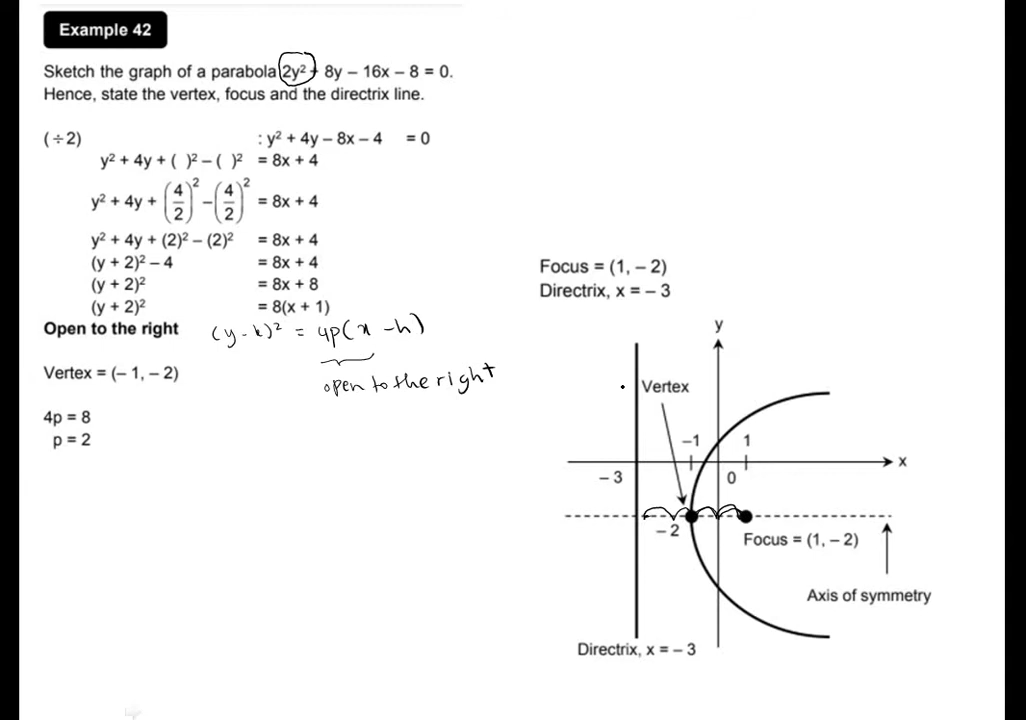 Example 42
Sketch the graph of a parabola 2y² + 8y – 16x – 8 = 0.
Hence, state the vertex, focus and the directrix line.
(÷2) : y² + 4y – 8x – 4 = 0
y² + 4y + ( )² – ( )² = 8x + 4
y² + 4y + (4/2)² – (4/2)² = 8x + 4
y² + 4y + (2)² – (2)² = 8x + 4
(y + 2)² – 4 = 8x + 4
(y + 2)² = 8x + 8
(y + 2)² = 8(x + 1)
Open to the right (y - k)² = 4p(x - h)
open to the right
Vertex = (– 1, – 2)
4p = 8
p = 2
Focus = (1, – 2)
Directrix, x = – 3
y
Vertex
–1 1
x
– 3 0
– 2
Focus = (1, – 2)
Axis of symmetry
Directrix, x = – 3